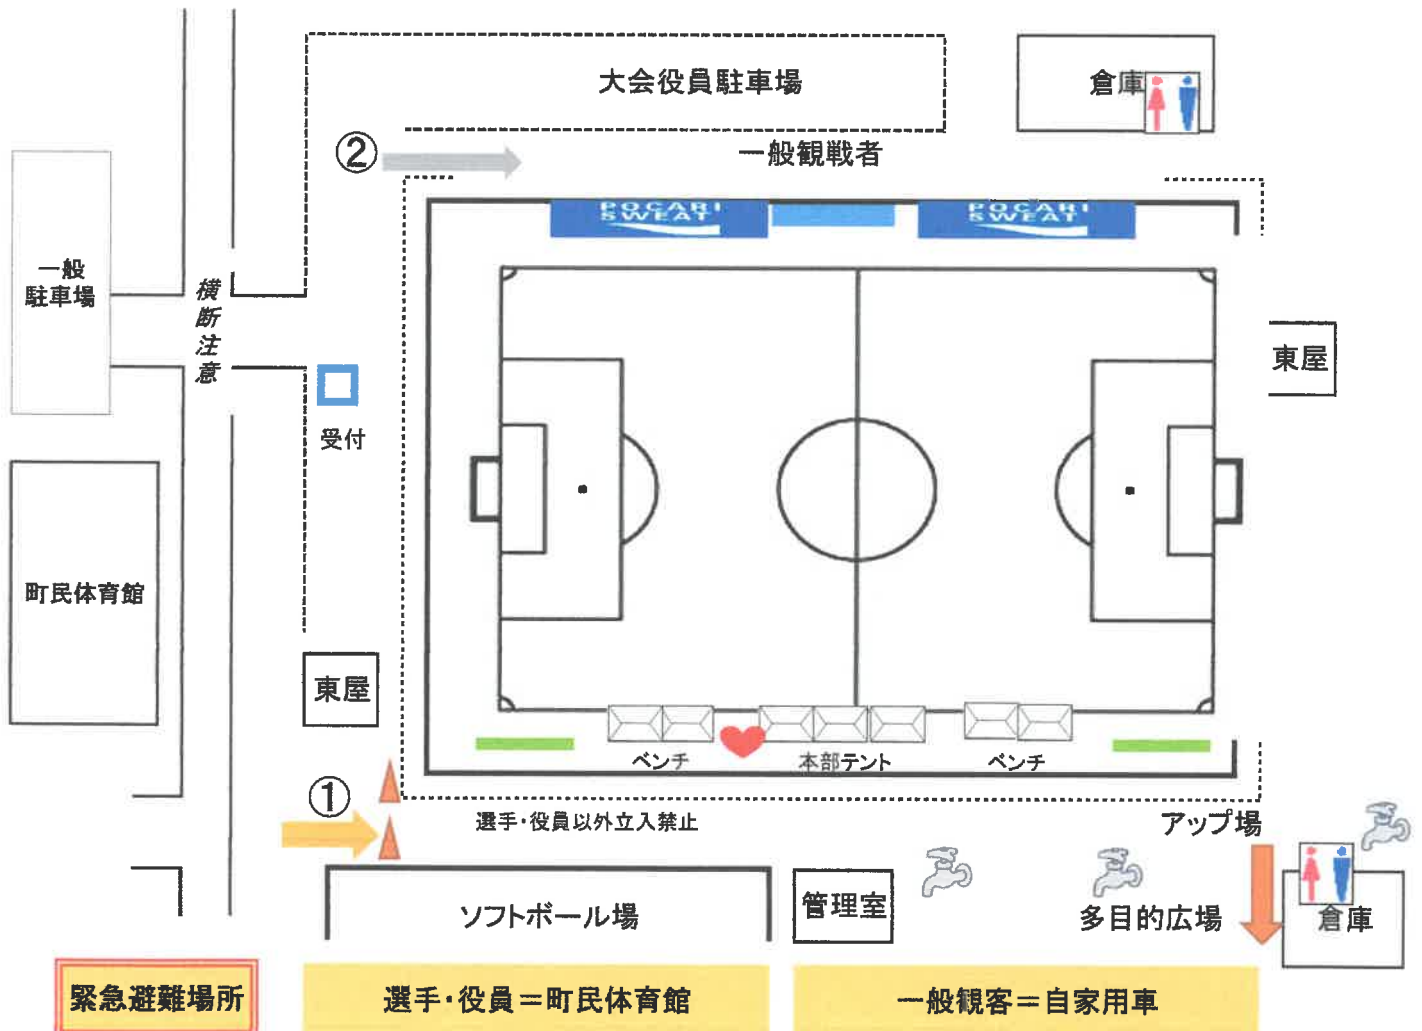 大会役員駐車場
倉庫
②
一般観戦者
POCARI
SWEAT
POCARI
SWEAT
一般
駐車場
横断注意
東屋
受付
町民体育館
東屋
ベンチ
本部テント
ベンチ
①
選手・役員以外立入禁止
アップ場
管理室
ソフトボール場
多目的広場
倉庫
緊急避難場所
選手・役員＝町民体育館
一般観客＝自家用車